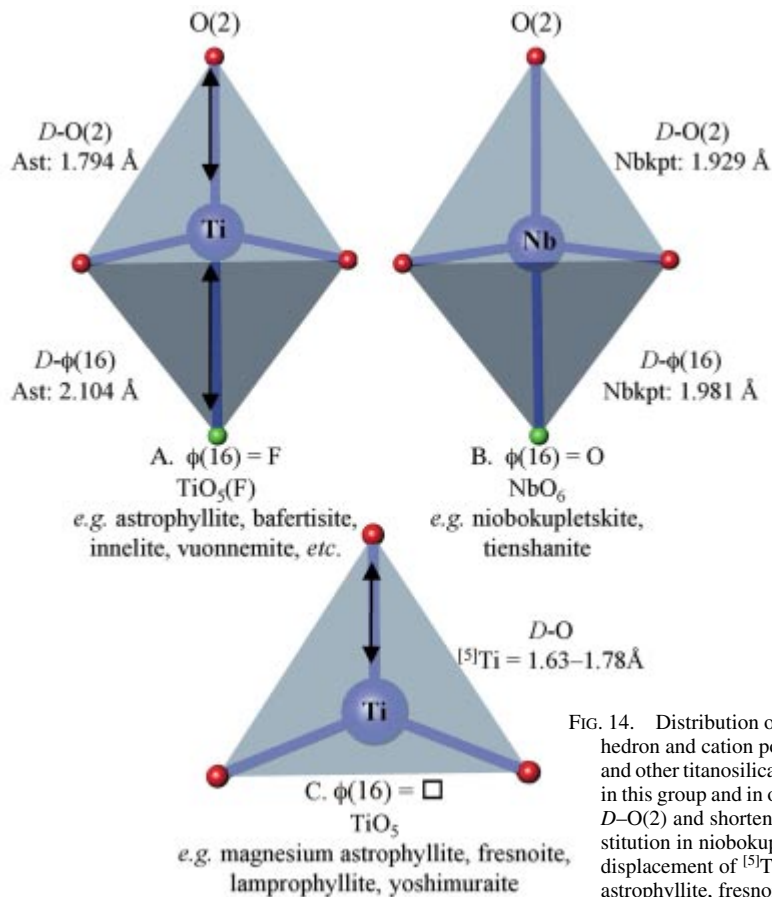 O(2)
O(2)
D-O(2)
Ast: 1.794 Å
D-O(2)
Nbkpt: 1.929 Å
Ti
Nb
D-ϕ(16)
Ast: 2.104 Å
D-ϕ(16)
Nbkpt: 1.981 Å
A. ϕ(16) = F
TiO₅(F)
e.g. astrophyllite, bafertisite,
innelite, vuonnemite, etc.
B. ϕ(16) = O
NbO₆
e.g. niobokupletskite,
tienshanite
D-O
[5]Ti = 1.63–1.78Å
Ti
C. ϕ(16) = □
TiO₅
e.g. magnesium astrophyllite, fresnoite,
lamprophyllite, yoshimuraite
FIG. 14. Distribution o
hedron and cation po
and other titanosilica
in this group and in o
D–O(2) and shorten
stitution in niobokup
displacement of [5]T
astrophyllite, fresno